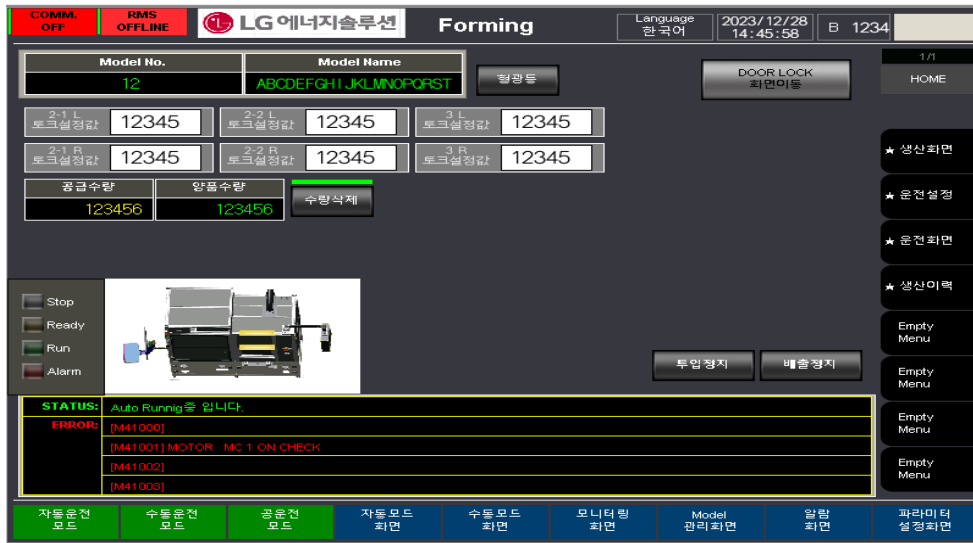 COMM. OFF
RMS OFFLINE
LG에너지솔루션
Forming
Language
한국어
2023/12/28
14:45:58
B 1234
1/1
HOME
Model No.
12
Model Name
ABCDEFGHIJKLMNOPQRST
형광등
DOOR LOCK
화면이동
2-1 L
토크설정값
12345
2-2 L
토크설정값
12345
3 L
토크설정값
12345
2-1 R
토크설정값
12345
2-2 R
토크설정값
12345
3 R
토크설정값
12345
공급수량
123456
양품수량
123456
수량삭제
★ 생산화면
★ 운전설정
★ 운전화면
★ 생산이력
Empty
Menu
Empty
Menu
Empty
Menu
Empty
Menu
Stop
Ready
Run
Alarm
투입정지
배출정지
STATUS: Auto Runnig중 입니다.
ERROR: [M41000]
[M41001] MOTOR MC 1 ON CHECK
[M41002]
[M41003]
자동운전
모드
수동운전
모드
공운전
모드
자동모드
화면
수동모드
화면
모니터링
화면
Model
관리화면
알람
화면
파라미터
설정화면